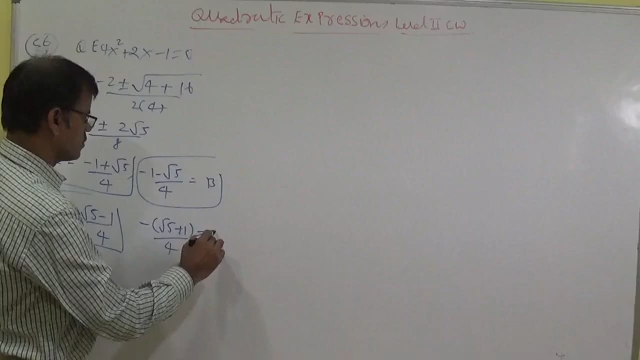 Quadratic Expressions Level II CW
Q E 4x²+2x-1=0
-2 ± √4+16
2(4)
± 2√5
8
-1+√5 / 4
-1-√5 / 4 = B
√5-1 / 4
-(√5+1) / 4